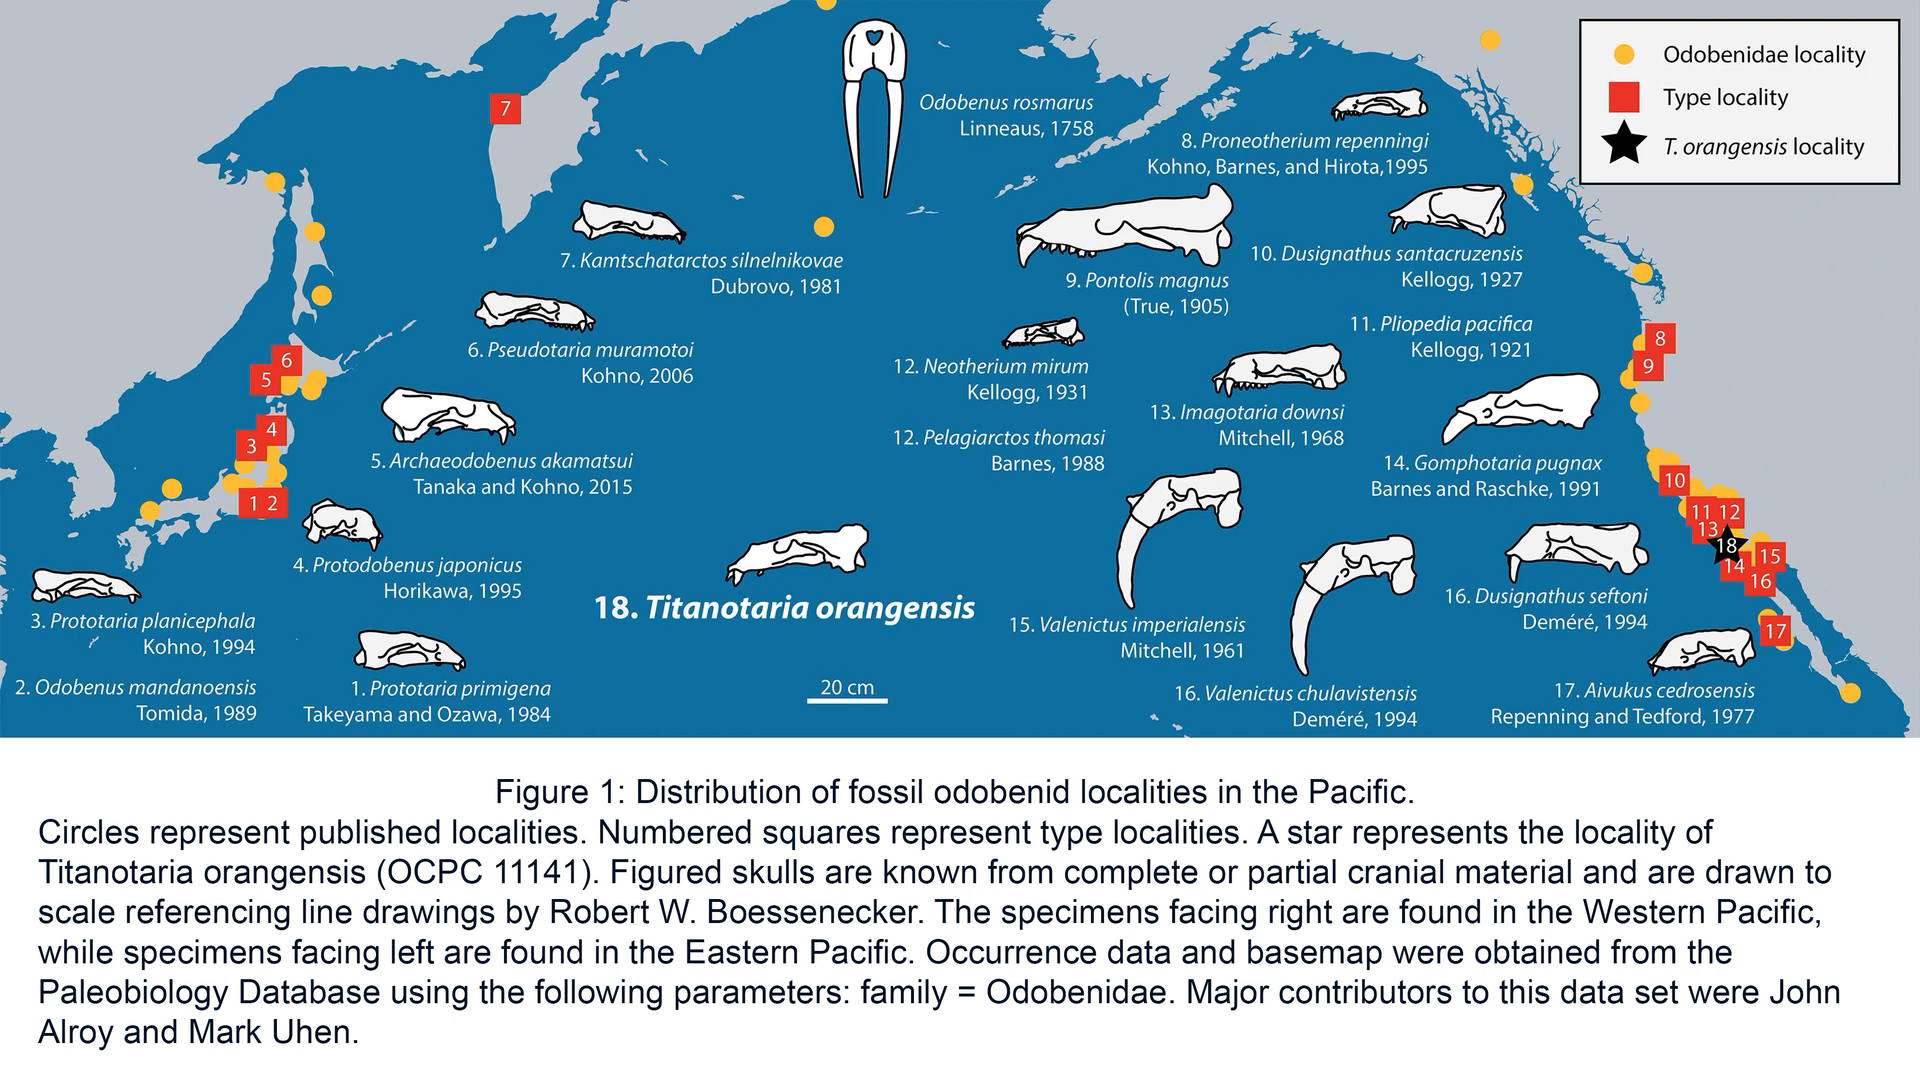 Odobenidae locality
Type locality
T. orangensis locality
7
Odobenus rosmarus
Linneaus, 1758
8. Proneotherium repenningi
Kohno, Barnes, and Hirota,1995
7. Kamtschatarctos silnelnikovae
Dubrovo, 1981
9. Pontolis magnus
(True, 1905)
10. Dusignathus santacruzensis
Kellogg, 1927
6. Pseudotaria muramotoi
Kohno, 2006
12. Neotherium mirum
Kellogg, 1931
11. Pliopedia pacifica
Kellogg, 1921
8
9
6
5
5. Archaeodobenus akamatsui
Tanaka and Kohno, 2015
12. Pelagiarctos thomasi
Barnes, 1988
13. Imagotaria downsi
Mitchell, 1968
14. Gomphotaria pugnax
Barnes and Raschke, 1991
4
3
1 2
10
11 12
13
18
14
15
16
17
4. Protodobenus japonicus
Horikawa, 1995
18. Titanotaria orangensis
3. Prototaria planicephala
Kohno, 1994
15. Valenictus imperialensis
Mitchell, 1961
16. Dusignathus seftoni
Deméré, 1994
2. Odobenus mandanoensis
Tomida, 1989
1. Prototaria primigena
Takeyama and Ozawa, 1984
20 cm
16. Valenictus chulavistensis
Deméré, 1994
17. Aivukus cedrosensis
Repenning and Tedford, 1977
Figure 1: Distribution of fossil odobenid localities in the Pacific.
Circles represent published localities. Numbered squares represent type localities. A star represents the locality of
Titanotaria orangensis (OCPC 11141). Figured skulls are known from complete or partial cranial material and are drawn to
scale referencing line drawings by Robert W. Boessenecker. The specimens facing right are found in the Western Pacific,
while specimens facing left are found in the Eastern Pacific. Occurrence data and basemap were obtained from the
Paleobiology Database using the following parameters: family = Odobenidae. Major contributors to this data set were John
Alroy and Mark Uhen.